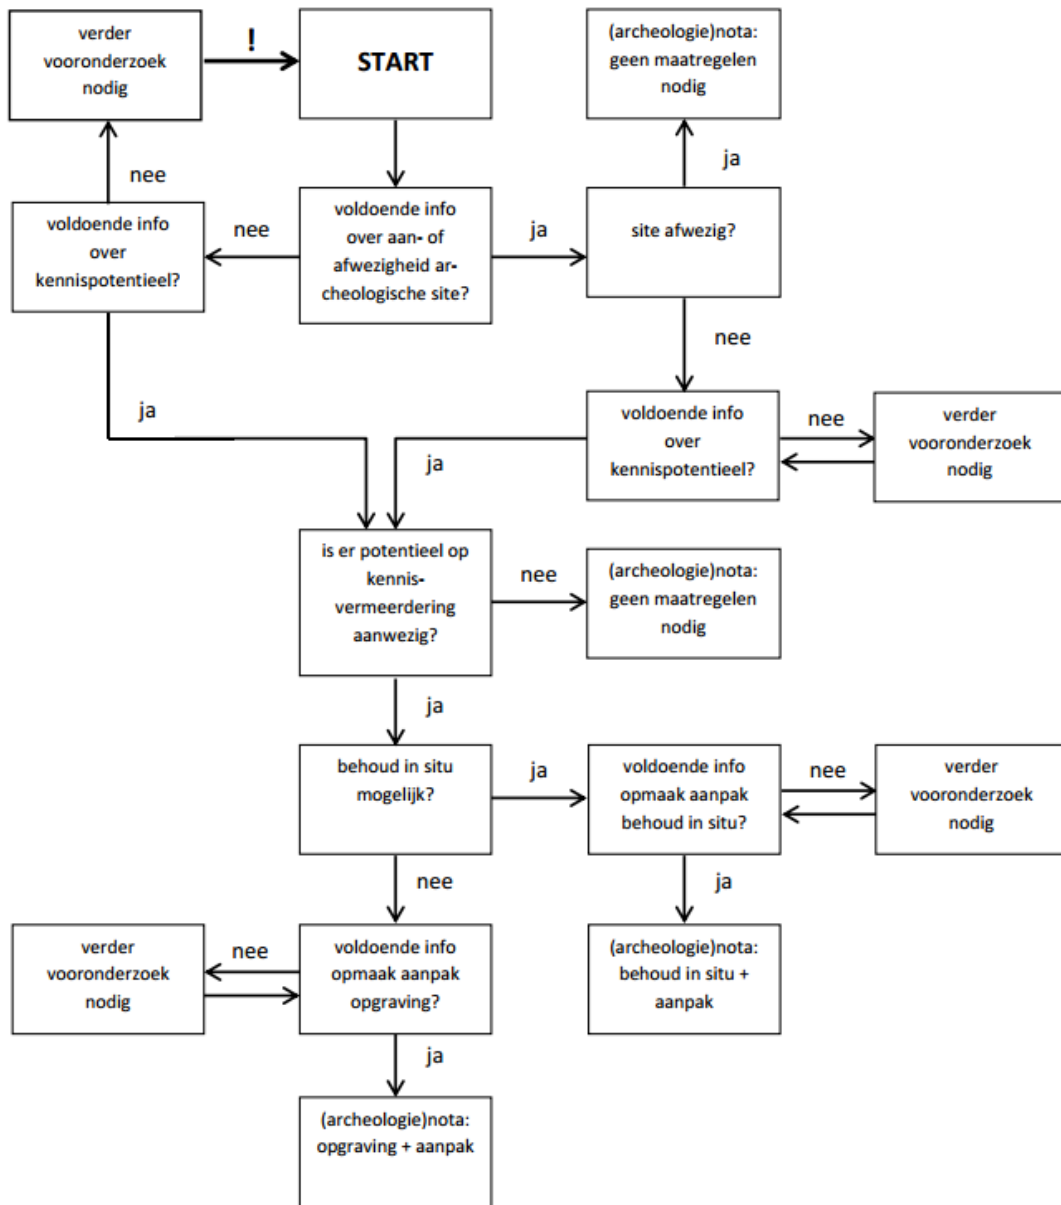 verder
vooronderzoek
nodig
!
START
(archeologie)nota:
geen maatregelen
nodig
nee
ja
voldoende info
over
kennispotentieel?
nee
voldoende info
over aan- of
afwezigheid ar-
cheologische site?
ja
site afwezig?
nee
ja
voldoende info
over
kennispotentieel?
nee
verder
vooronderzoek
nodig
ja
is er potentieel op
kennis-
vermeerdering
aanwezig?
nee
(archeologie)nota:
geen maatregelen
nodig
ja
behoud in situ
mogelijk?
ja
voldoende info
opmaak aanpak
behoud in situ?
nee
verder
vooronderzoek
nodig
nee
ja
verder
vooronderzoek
nodig
nee
voldoende info
opmaak aanpak
opgraving?
(archeologie)nota:
behoud in situ +
aanpak
ja
(archeologie)nota:
opgraving + aanpak